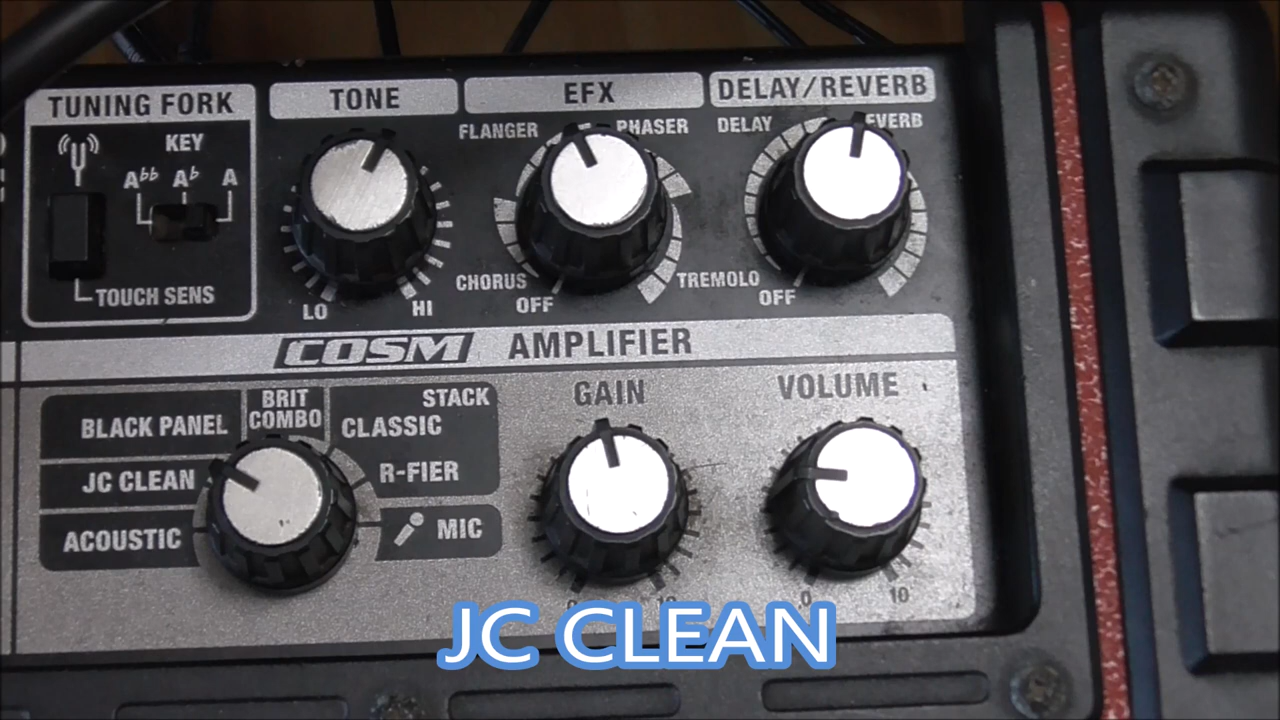 TUNING FORK
TONE
EFX
DELAY/REVERB
FLANGER
PHASER
DELAY
KEY
A♭♭ A♭ A
TOUCH SENS
LO
HI
CHORUS
OFF
TREMOLO
OFF
COSM AMPLIFIER
BLACK PANEL
BRIT
COMBO
STACK
CLASSIC
GAIN
VOLUME
JC CLEAN
R-FIER
ACOUSTIC
MIC
0
10
JC CLEAN